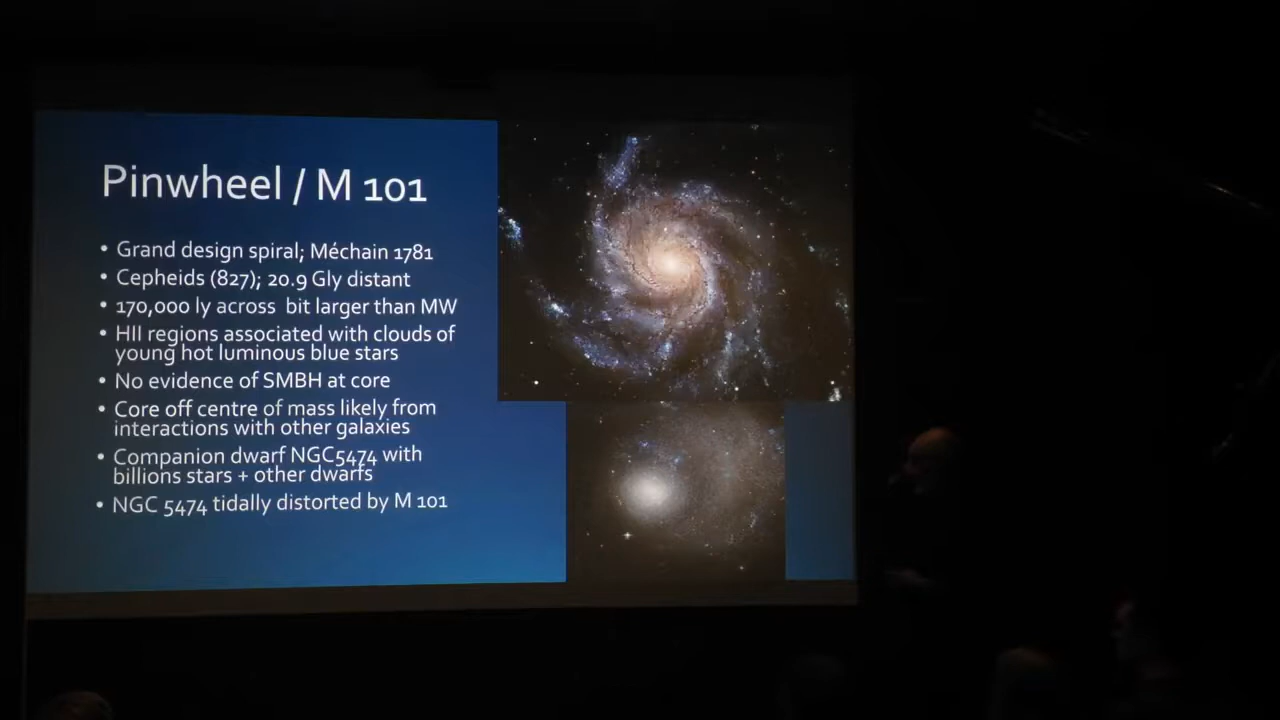 Pinwheel / M 101
• Grand design spiral; Méchain 1781
• Cepheids (827); 20.9 Gly distant
• 170,000 ly across bit larger than MW
• HII regions associated with clouds of
young hot luminous blue stars
• No evidence of SMBH at core
• Core off centre of mass likely from
interactions with other galaxies
• Companion dwarf NGC5474 with
billions stars + other dwarfs
• NGC 5474 tidally distorted by M 101